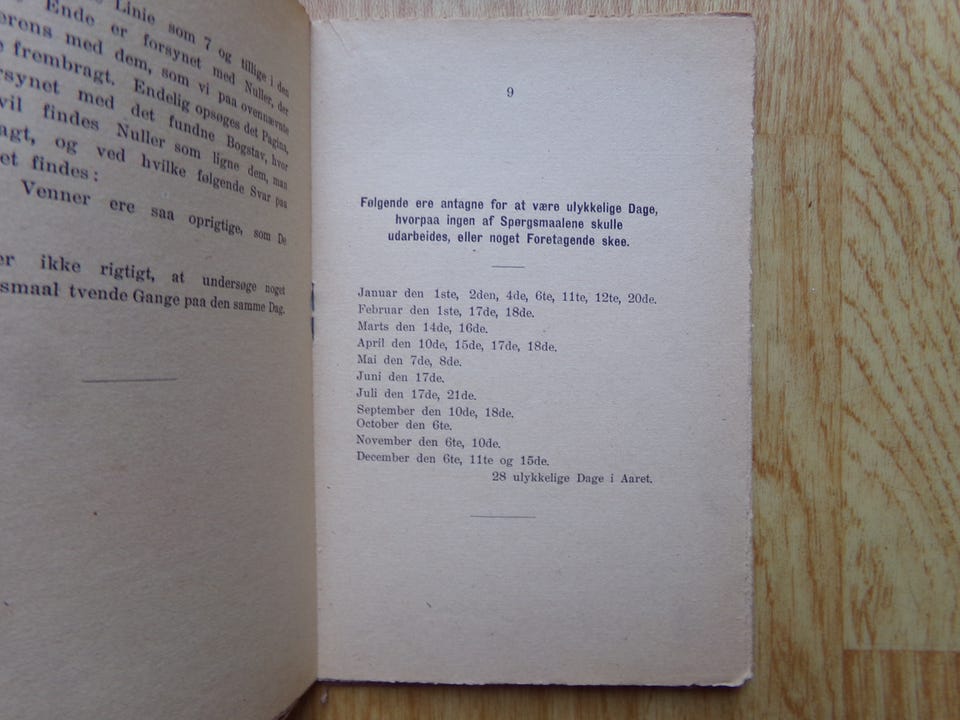 Linie som 7 og tillige i den
Ende er forsynet med Nuller, der
erens med dem, som vi paa ovennævnte
frembragt. Endelig opsøges det Pagina,
rsynet med det fundne Bogstav, hvor
vil findes Nuller som ligne dem, man
agt, og ved hvilke følgende Svar paa
et findes:
Venner ere saa oprigtige, som De
er ikke rigtigt, at undersøge noget
smaal tvende Gange paa den samme Dag.
9
Følgende ere antagne for at være ulykkelige Dage,
hvorpaa ingen af Spørgsmaalene skulle
udarbeides, eller noget Foretagende skee.
Januar den 1ste, 2den, 4de, 6te, 11te, 12te, 20de.
Februar den 1ste, 17de, 18de.
Marts den 14de, 16de.
April den 10de, 15de, 17de, 18de.
Mai den 7de, 8de.
Juni den 17de.
Juli den 17de, 21de.
September den 10de, 18de.
October den 6te.
November den 6te, 10de.
December den 6te, 11te og 15de.
28 ulykkelige Dage i Aaret.